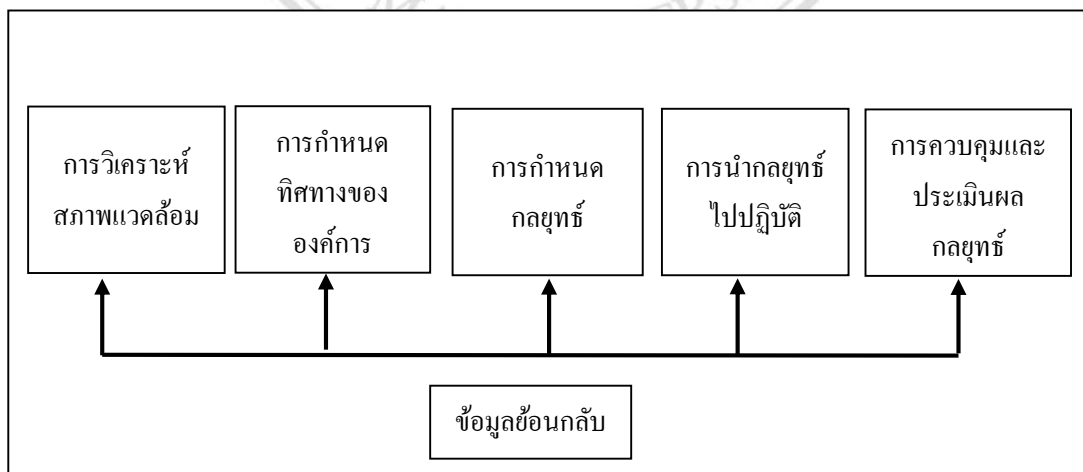 การวิเคราะห์
สภาพแวดล้อม
การกำหนด
ทิศทางของ
องค์การ
การกำหนด
กลยุทธ์
การนำกลยุทธ์
ไปปฏิบัติ
การควบคุมและ
ประเมินผล
กลยุทธ์
ข้อมูลย้อนกลับ